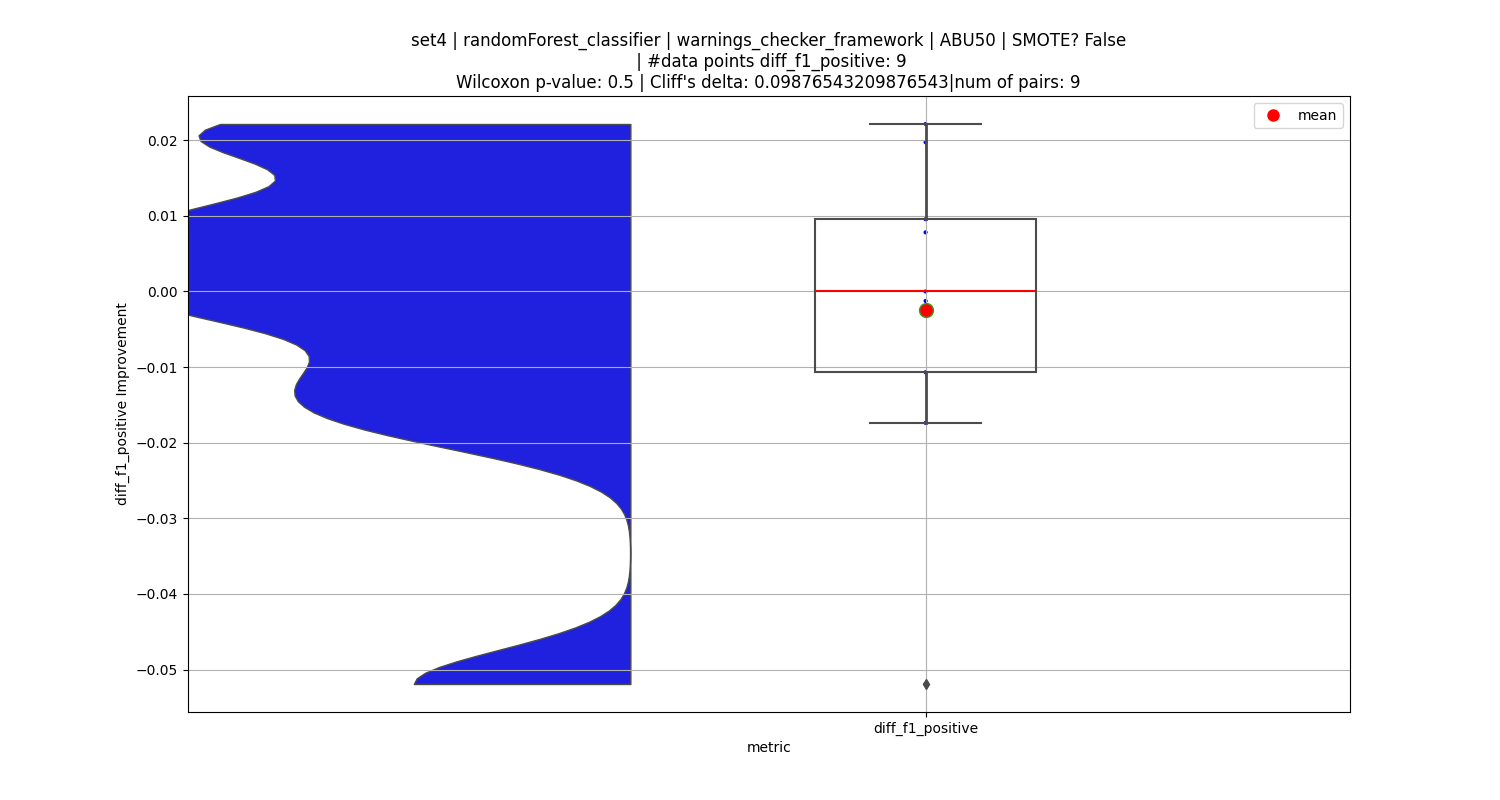 set4 | randomForest_classifier | warnings_checker_framework | ABU50 | SMOTE? False
| #data points diff_f1_positive: 9
Wilcoxon p-value: 0.5 | Cliff's delta: 0.09876543209876543|num of pairs: 9
mean
0.02
0.01
0.00
−0.01
−0.02
−0.03
−0.04
−0.05
diff_f1_positive Improvement
diff_f1_positive
metric